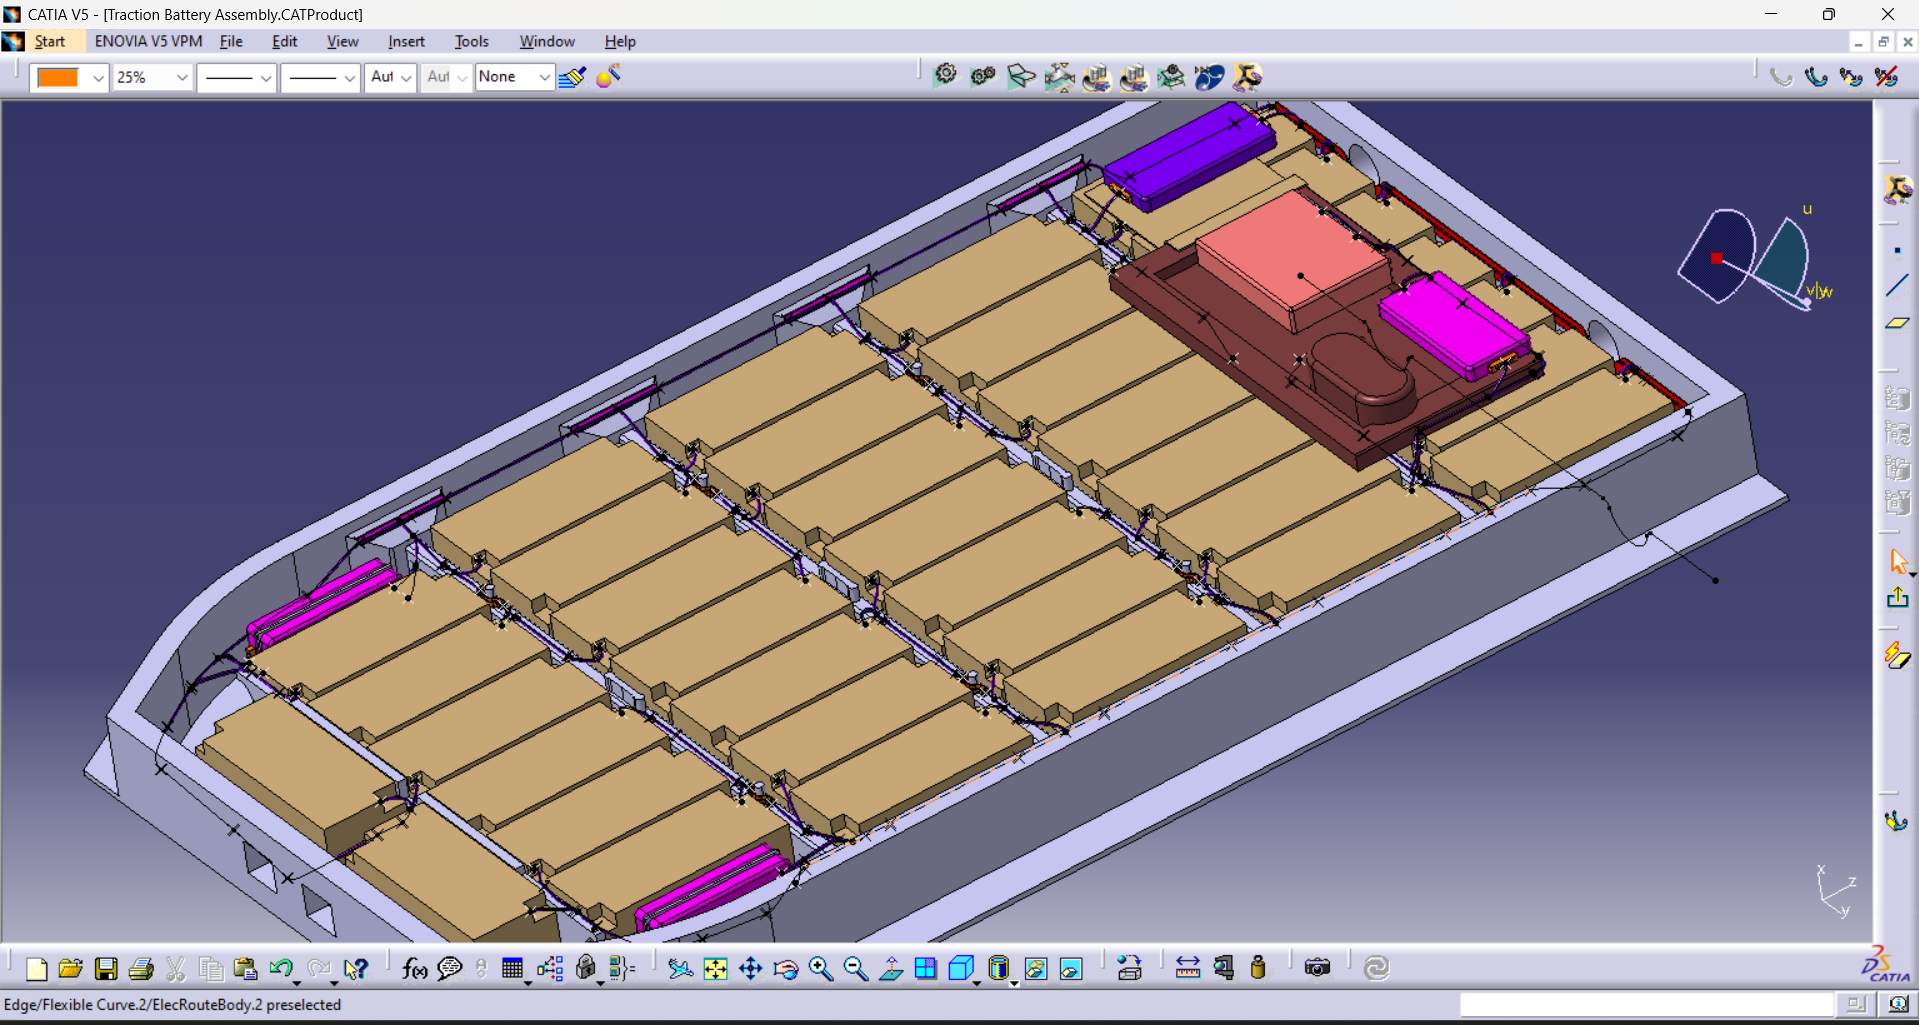 CATIA V5 - [Traction Battery Assembly.CATProduct]
Start ENOVIA V5 VPM File Edit View Insert Tools Window Help
25% Aut Aut None
u
v|w
x
z
y
f(x)
DS CATIA
Edge/Flexible Curve.2/ElecRouteBody.2 preselected